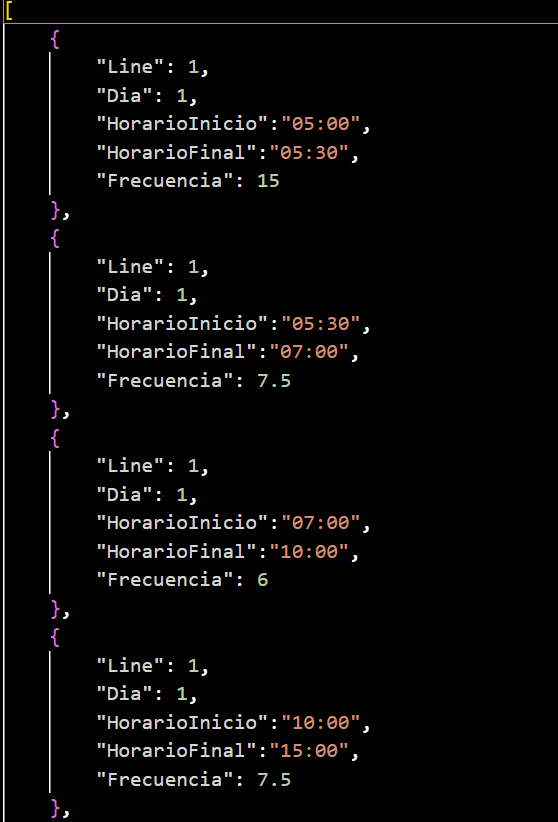 [
{
"Line": 1,
"Dia": 1,
"HorarioInicio":"05:00",
"HorarioFinal":"05:30",
"Frecuencia": 15
},
{
"Line": 1,
"Dia": 1,
"HorarioInicio":"05:30",
"HorarioFinal":"07:00",
"Frecuencia": 7.5
},
{
"Line": 1,
"Dia": 1,
"HorarioInicio":"07:00",
"HorarioFinal":"10:00",
"Frecuencia": 6
},
{
"Line": 1,
"Dia": 1,
"HorarioInicio":"10:00",
"HorarioFinal":"15:00",
"Frecuencia": 7.5
},